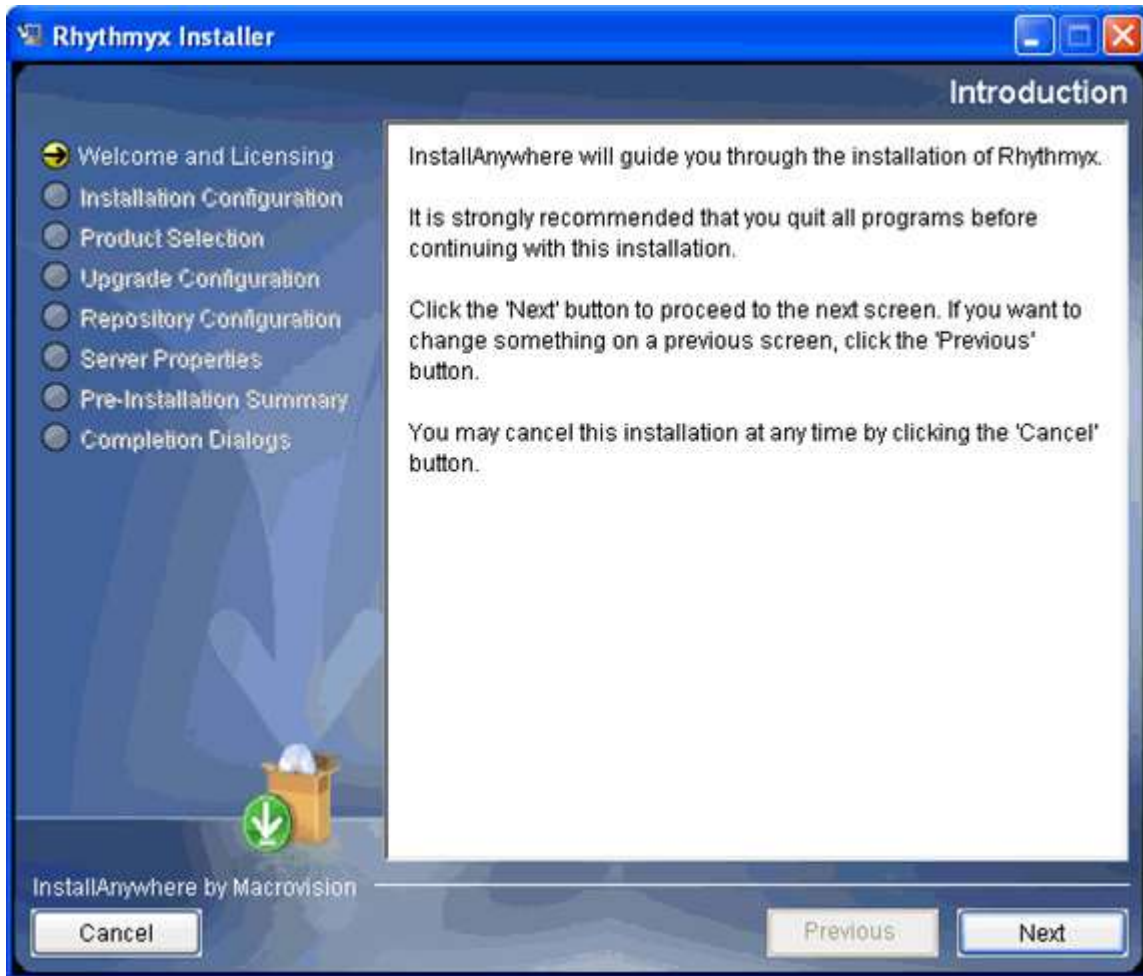 Rhythmyx Installer
Introduction
Welcome and Licensing
Installation Configuration
Product Selection
Upgrade Configuration
Repository Configuration
Server Properties
Pre-Installation Summary
Completion Dialogs
InstallAnywhere will guide you through the installation of Rhythmyx.
It is strongly recommended that you quit all programs before
continuing with this installation.
Click the 'Next' button to proceed to the next screen. If you want to
change something on a previous screen, click the 'Previous'
button.
You may cancel this installation at any time by clicking the 'Cancel'
button.
InstallAnywhere by Macrovision
Cancel
Previous
Next